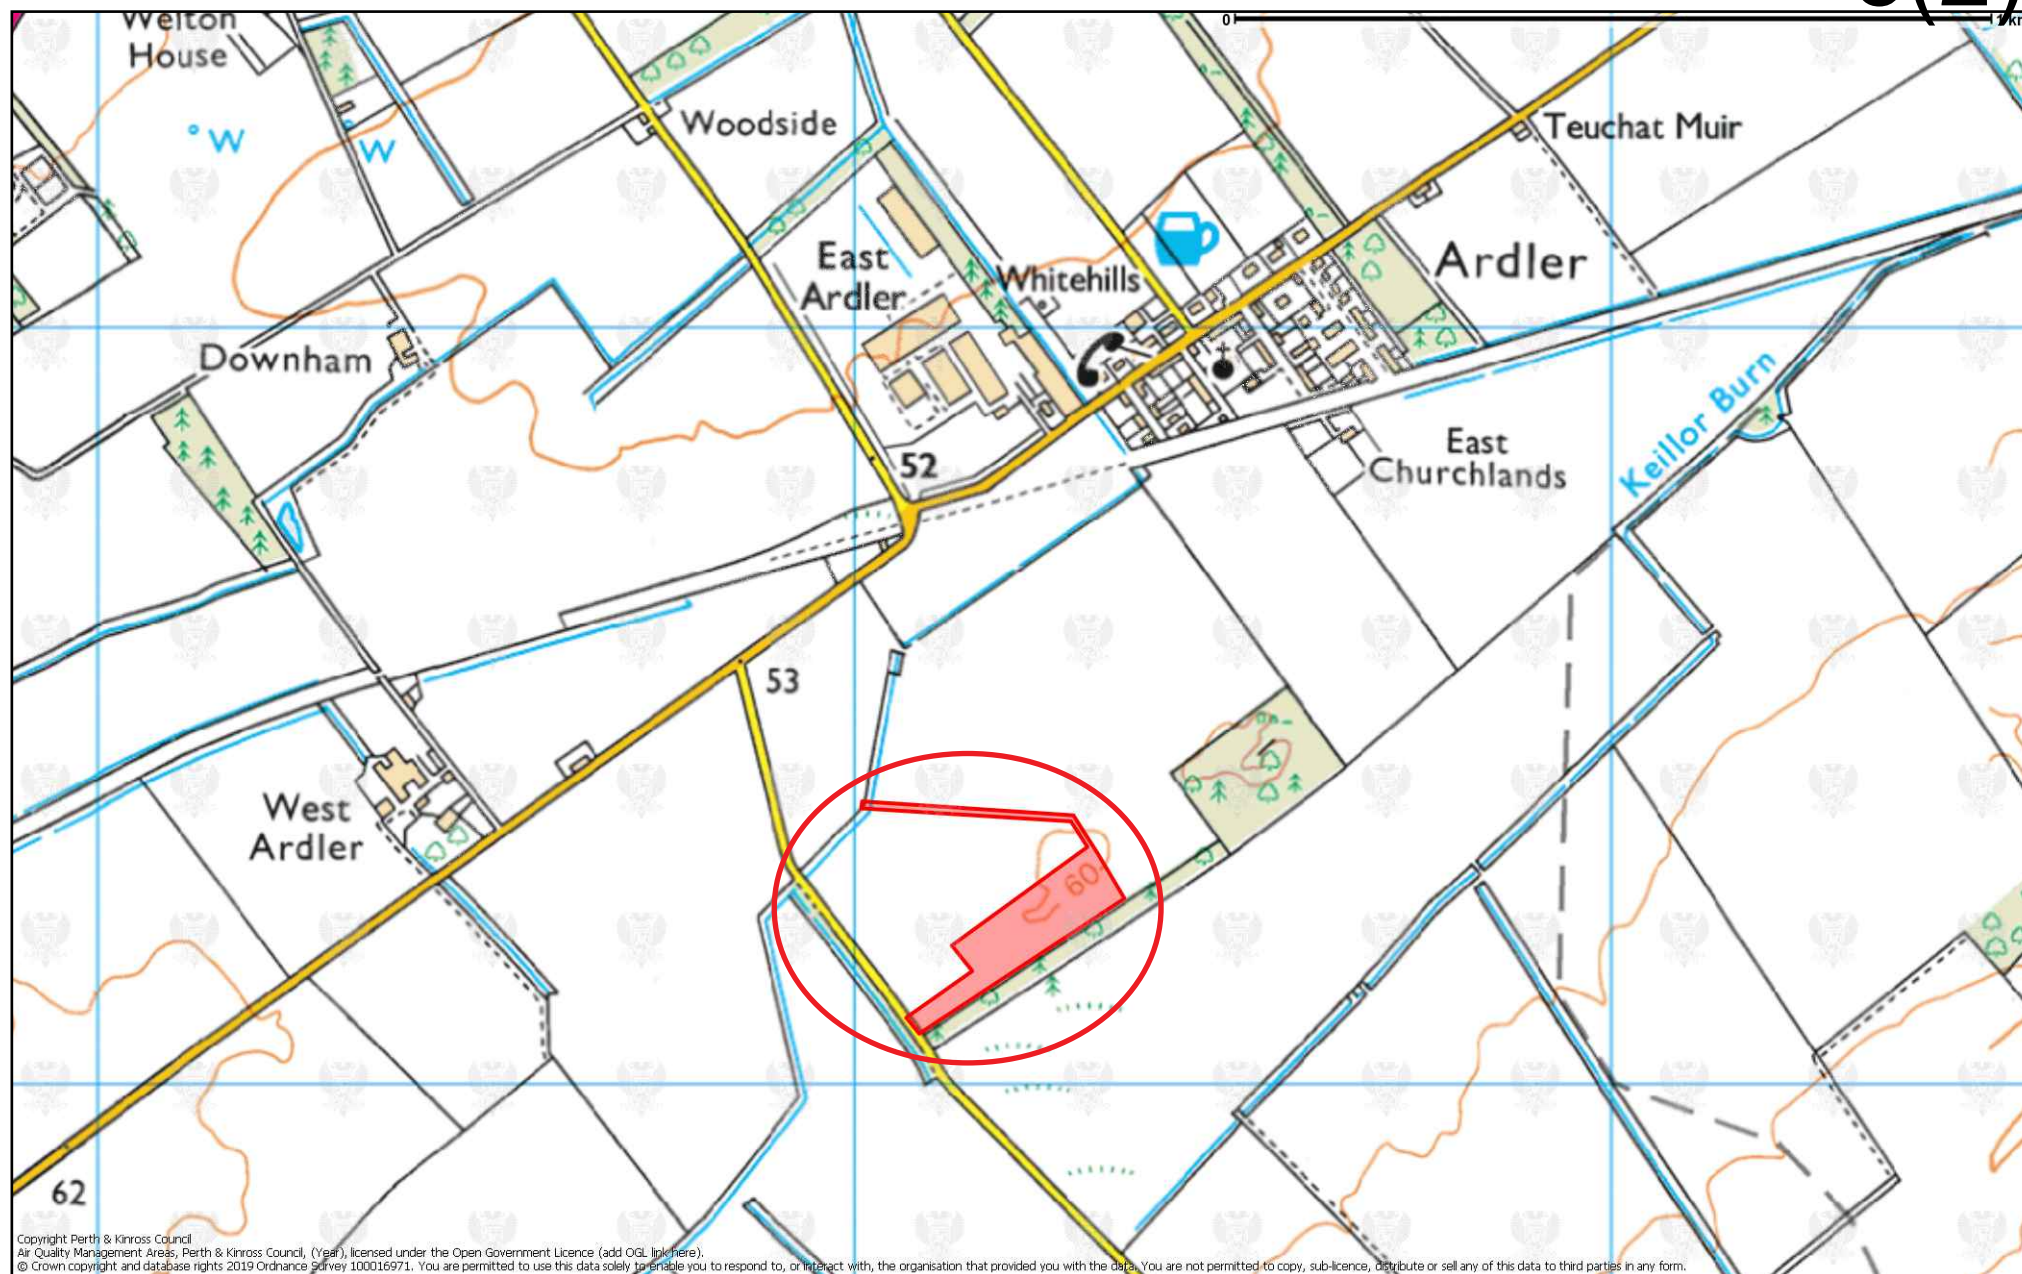 0 1 km
Welton
House
W
W
Woodside
Teuchat Muir
East
Ardler
Whitehills
Ardler
Downham
52
East
Churchlands
Keillor Burn
53
West
Ardler
60
62
Copyright Perth & Kinross Council
Air Quality Management Areas, Perth & Kinross Council, (Year), licensed under the Open Government Licence (add OGL link here).
© Crown copyright and database rights 2019 Ordnance Survey 100016971. You are permitted to use this data solely to enable you to respond to, or interact with, the organisation that provided you with the data. You are not permitted to copy, sub-licence, distribute or sell any of this data to third parties in any form.